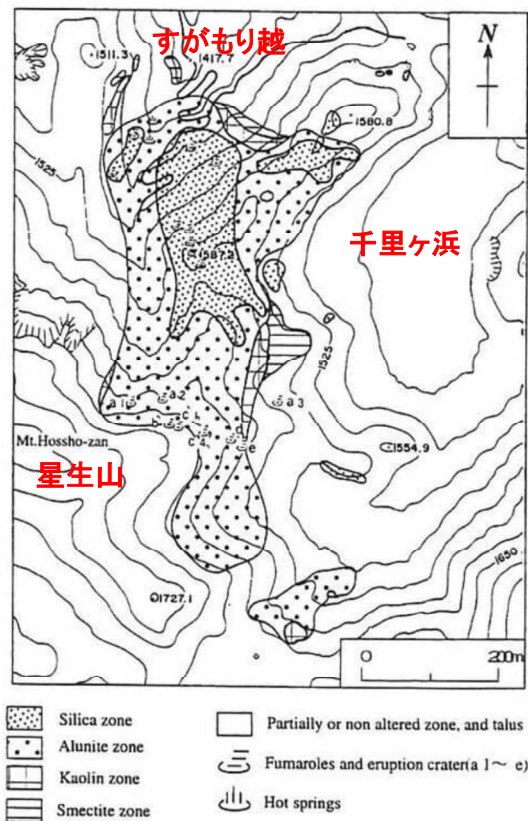 すがもり越
N
1511.3
1417.7
1580.8
1525
千里ヶ浜
1587.2
1525
a 1
a 2
a 3
b
c
c
d
e
1554.9
Mt.Hossho-zan
星生山
1650
1727.1
0
200m
Silica zone
Alunite zone
Kaolin zone
Smectite zone
Partially or non altered zone, and talus
Fumaroles and eruption crater(a 1~ e)
Hot springs